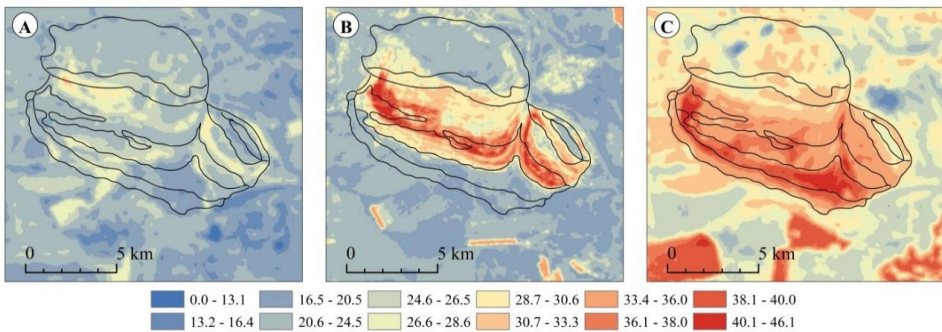 A
B
C
0 5 km
0 5 km
0 5 km
0.0 - 13.1 16.5 - 20.5 24.6 - 26.5 28.7 - 30.6 33.4 - 36.0 38.1 - 40.0
13.2 - 16.4 20.6 - 24.5 26.6 - 28.6 30.7 - 33.3 36.1 - 38.0 40.1 - 46.1